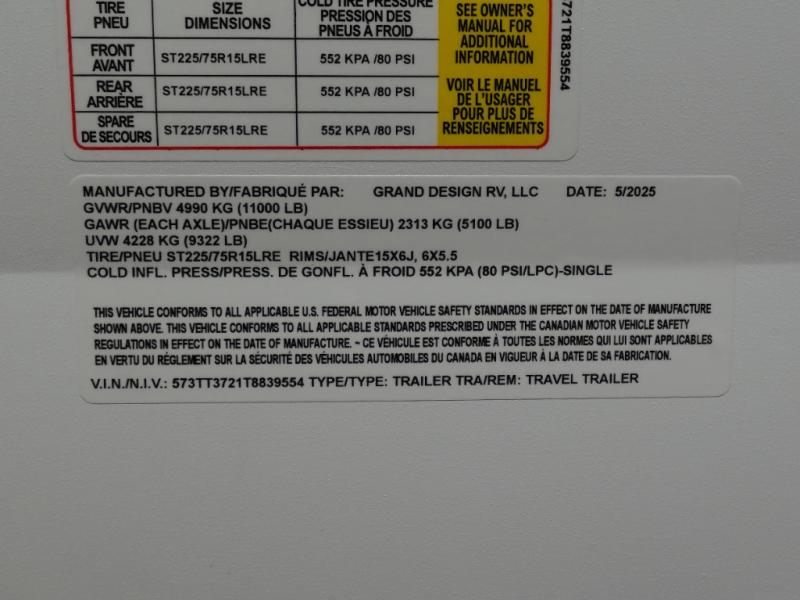 TIRE SIZE COLD TIRE PRESSURE SEE OWNER'S
PNEU DIMENSIONS PRESSION DES MANUAL FOR
PNEUS À FROID ADDITIONAL
INFORMATION
FRONT ST225/75R15LRE 552 KPA /80 PSI
AVANT
REAR ST225/75R15LRE 552 KPA /80 PSI VOIR LE MANUEL
ARRIÈRE DE L'USAGER
SPARE ST225/75R15LRE 552 KPA /80 PSI POUR PLUS DE
DE SECOURS RENSEIGNEMENTS
721T8839554
MANUFACTURED BY/FABRIQUÉ PAR: GRAND DESIGN RV, LLC DATE: 5/2025
GVWR/PNBV 4990 KG (11000 LB)
GAWR (EACH AXLE)/PNBE(CHAQUE ESSIEU) 2313 KG (5100 LB)
UVW 4228 KG (9322 LB)
TIRE/PNEU ST225/75R15LRE RIMS/JANTE15X6J, 6X5.5
COLD INFL. PRESS/PRESS. DE GONFL. À FROID 552 KPA (80 PSI/LPC)-SINGLE
THIS VEHICLE CONFORMS TO ALL APPLICABLE U.S. FEDERAL MOTOR VEHICLE SAFETY STANDARDS IN EFFECT ON THE DATE OF MANUFACTURE
SHOWN ABOVE. THIS VEHICLE CONFORMS TO ALL APPLICABLE STANDARDS PRESCRIBED UNDER THE CANADIAN MOTOR VEHICLE SAFETY
REGULATIONS IN EFFECT ON THE DATE OF MANUFACTURE. ~ CE VÉHICULE EST CONFORME À TOUTES LES NORMES QUI LUI SONT APPLICABLES
EN VERTU DU RÉGLEMENT SUR LA SÉCURITÉ DES VÉHICULES AUTOMOBILES DU CANADA EN VIGUEUR À LA DATE DE SA FABRICATION.
V.I.N./N.I.V.: 573TT3721T8839554 TYPE/TYPE: TRAILER TRA/REM: TRAVEL TRAILER